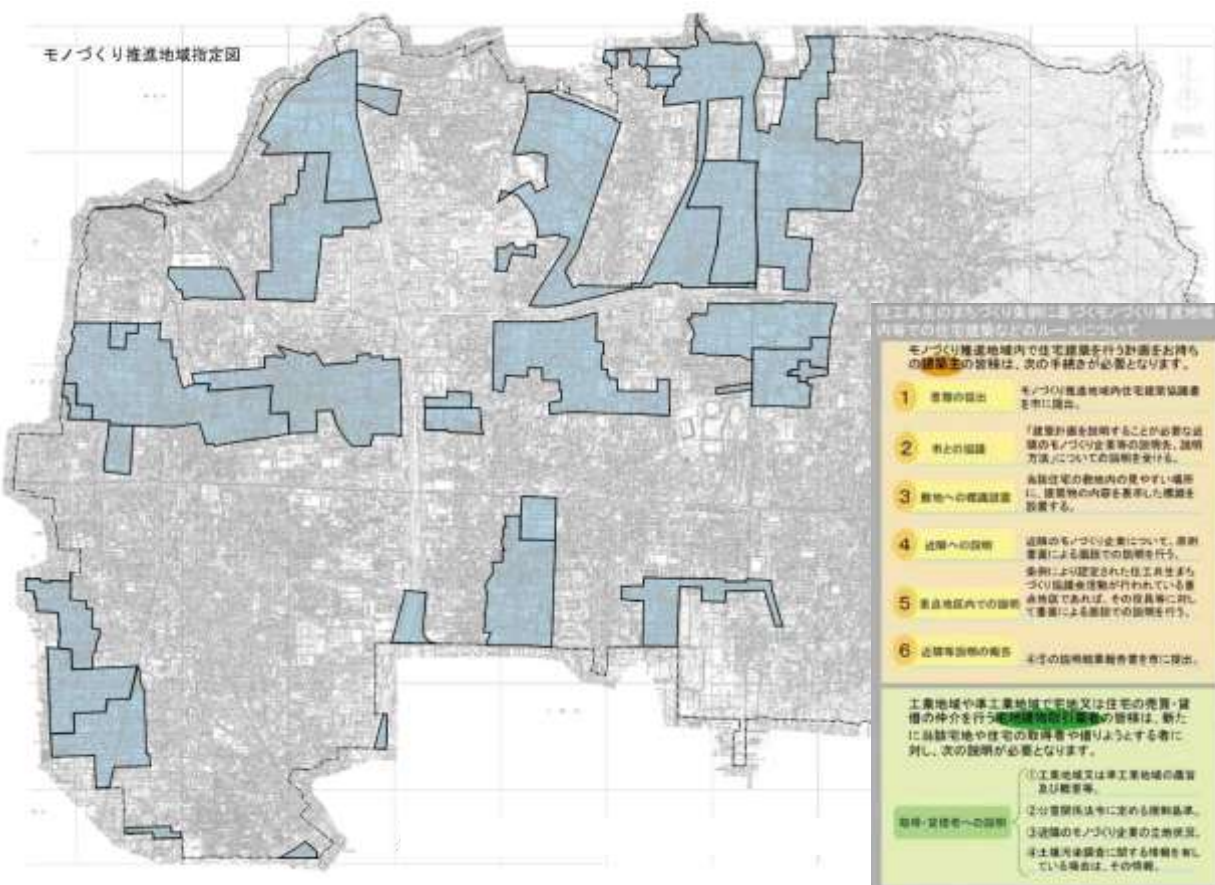 モノづくり推進地域指定図
住工共生のまちづくり条例に基づくモノづくり推進地域
内等での住宅建築などのルールについて
モノづくり推進地域内で住宅建築を行う計画をお持ち
の建築主の皆様は、次の手続きが必要となります。
1 書類の提出
モノづくり推進地域内住宅建築協議書
を市に提出。
2 市との協議
「建築計画を説明することが必要な近
隣のモノづくり企業等の説明先、説明
方法」についての説明を受ける。
3 敷地への標識設置
当該住宅の敷地内の見やすい場所
に、建築物の内容を表示した標識を
設置する。
4 近隣への説明
近隣のモノづくり企業について、原則
書面による面談での説明を行う。
5 重点地区内での説明
条例により認定された住工共生まち
づくり協議会活動が行われている重
点地区であれば、その役員等に対し
て書面による面談での説明を行う。
6 近隣等説明の報告
④⑤の説明結果報告書を市に提出。
工業地域や準工業地域で宅地又は住宅の売買・賃
借の仲介を行う宅地建物取引業者の皆様は、新た
に当該宅地や住宅の取得者や借りようとする者に
対し、次の説明が必要となります。
取得・賃借者への説明
①工業地域又は準工業地域の趣旨
及び概要等。
②公害関係法令に定める規制基準。
③近隣のモノづくり企業の立地状況。
④土壌汚染調査に関する情報を有し
ている場合は、その情報。